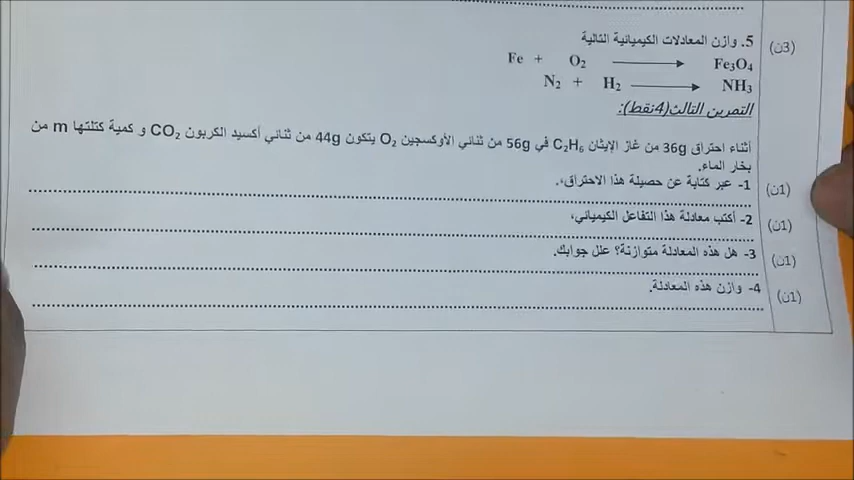 5. وازن المعادلات الكيميائية التالية (3ن)
Fe + O₂ ⟶ Fe₃O₄
N₂ + H₂ ⟶ NH₃
التمرين الثالث(4نقط):
أثناء احتراق 36g من غاز الإيثان C₂H₆ في 56g من ثنائي الأوكسجين O₂ يتكون 44g من ثنائي أكسيد الكربون CO₂ و كمية كتلتها m من
بخار الماء.
1- عبر كتابة عن حصيلة هذا الاحتراق،. (1ن)
2- أكتب معادلة هذا التفاعل الكيميائي، (1ن)
3- هل هذه المعادلة متوازنة؟ علل جوابك. (1ن)
4- وازن هذه المعادلة. (1ن)